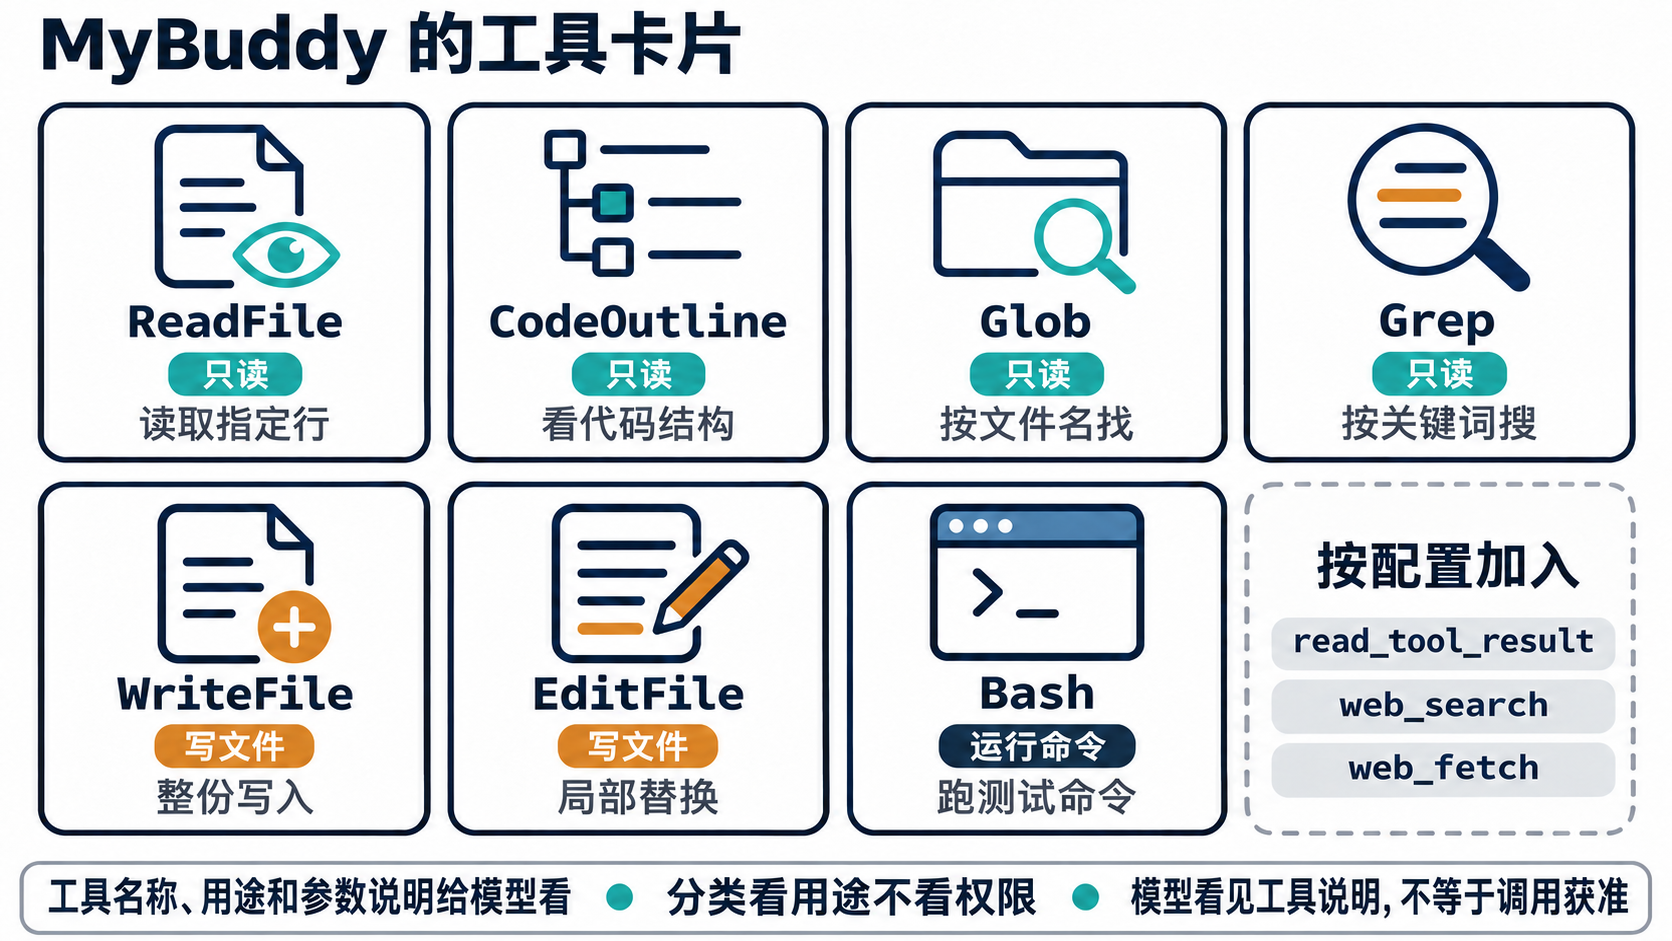 MyBuddy 的工具卡片
ReadFile
只读
读取指定行
CodeOutline
只读
看代码结构
Glob
只读
按文件名找
Grep
只读
按关键词搜
WriteFile
写文件
整份写入
EditFile
写文件
局部替换
Bash
运行命令
跑测试命令
按配置加入
read_tool_result
web_search
web_fetch
工具名称、用途和参数说明给模型看
分类看用途不看权限
模型看见工具说明, 不等于调用获准